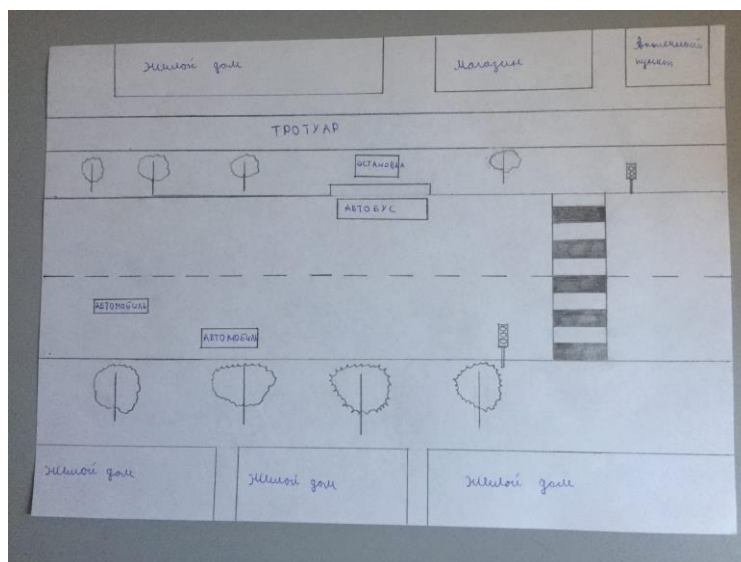 Жилой дом
Магазин
Аптечный
пункт
ТРОТУАР
ОСТАНОВКА
АВТОБУС
АВТОМОБИЛЬ
АВТОМОБИЛЬ
Жилой дом
Жилой дом
Жилой дом